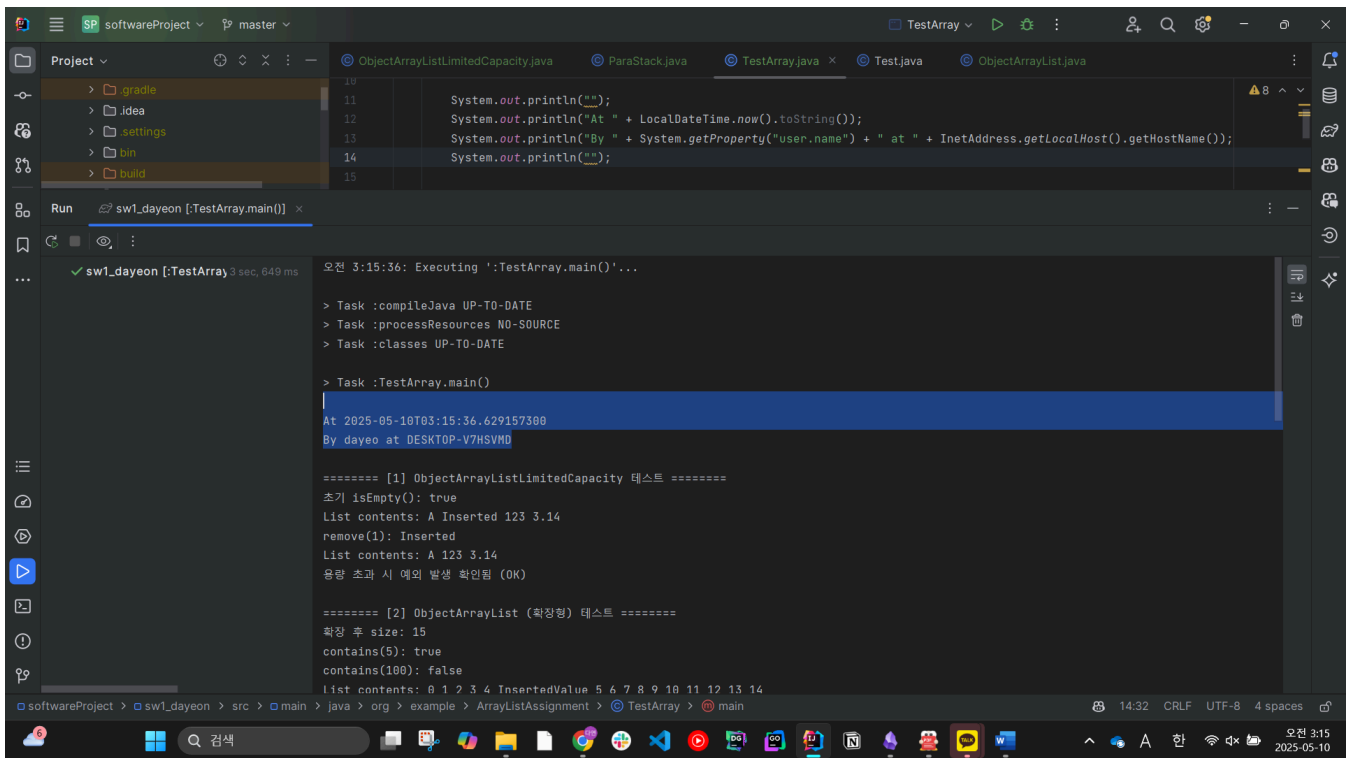 SP softwareProject master TestArray
Project
ObjectArrayListLimitedCapacity.java ParaStack.java TestArray.java × Test.java ObjectArrayList.java
.gradle
.idea
.settings
bin
build
10
11 System.out.println("");
12 System.out.println("At " + LocalDateTime.now().toString());
13 System.out.println("By " + System.getProperty("user.name") + " at " + InetAddress.getLocalHost().getHostName());
14 System.out.println("");
15
8
Run sw1_dayeon [:TestArray.main()] ×
sw1_dayeon [:TestArray 3 sec, 649 ms
오전 3:15:36: Executing ':TestArray.main()'...
> Task :compileJava UP-TO-DATE
> Task :processResources NO-SOURCE
> Task :classes UP-TO-DATE
> Task :TestArray.main()
At 2025-05-10T03:15:36.629157300
By dayeo at DESKTOP-V7HSVMD
======== [1] ObjectArrayListLimitedCapacity 테스트 ========
초기 isEmpty(): true
List contents: A Inserted 123 3.14
remove(1): Inserted
List contents: A 123 3.14
용량 초과 시 예외 발생 확인됨 (OK)
======== [2] ObjectArrayList (확장형) 테스트 ========
확장 후 size: 15
contains(5): true
contains(100): false
List contents: 0 1 2 3 4 InsertedValue 5 6 7 8 9 10 11 12 13 14
softwareProject > sw1_dayeon > src > main > java > org > example > ArrayListAssignment > TestArray > main 14:32 CRLF UTF-8 4 spaces
6 검색 A 한 오전 3:15
2025-05-10